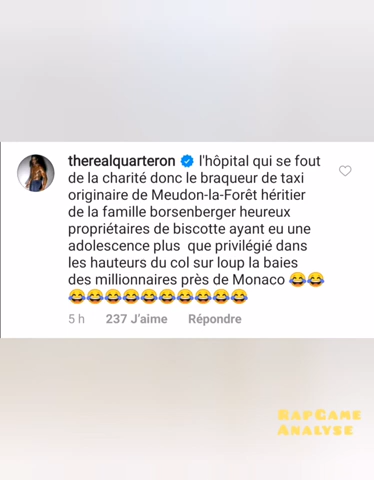 therealquarteron l'hôpital qui se fout
de la charité donc le braqueur de taxi
originaire de Meudon-la-Forêt héritier
de la famille borsenberger heureux
propriétaires de biscotte ayant eu une
adolescence plus que privilégié dans
les hauteurs du col sur loup la baies
des millionnaires près de Monaco 😂😂
😂😂😂😂😂😂😂😂😂😂
5 h 237 J'aime Répondre
RapGame
Analyse